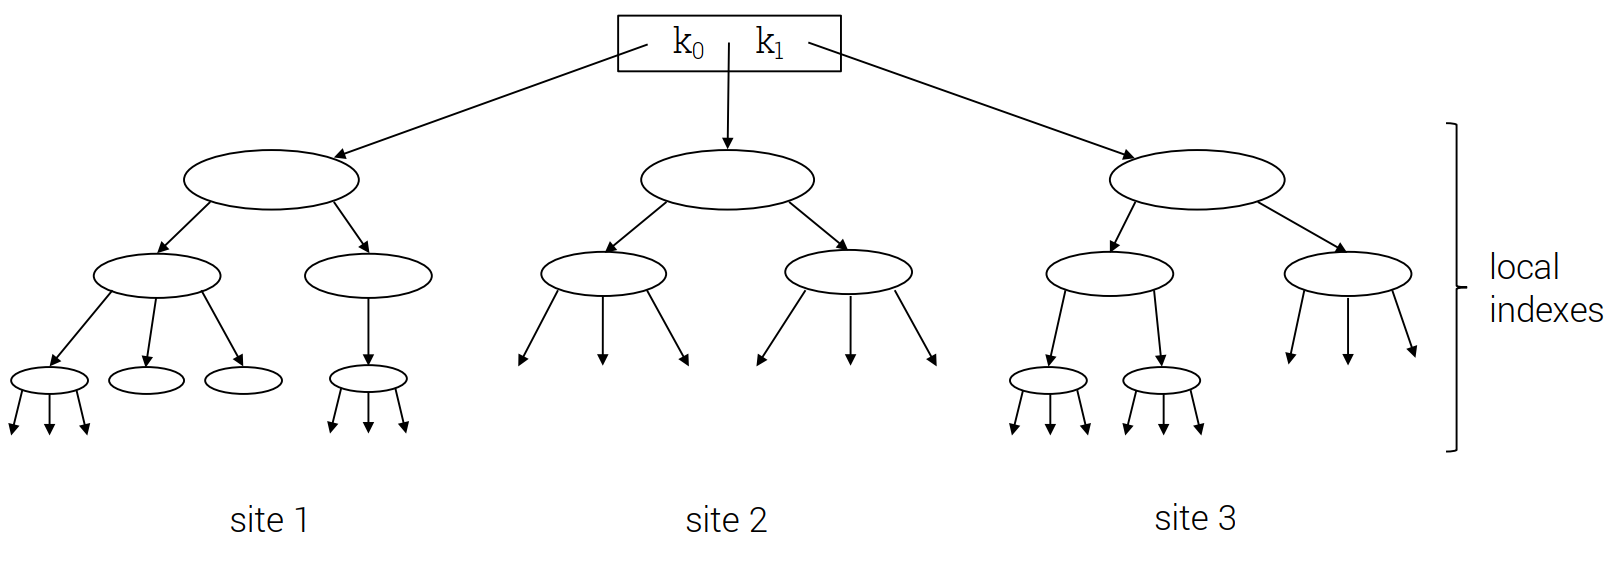 k₀ k₁
local
indexes
site 1
site 2
site 3